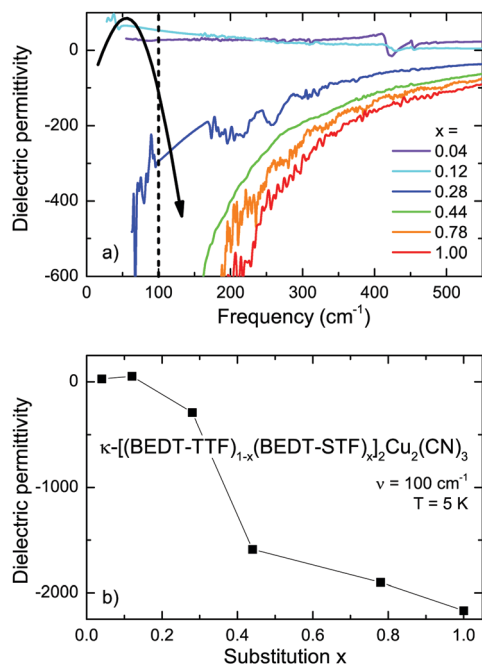 0
-200
-400
-600
Dielectric permittivity
a)
x =
0.04
0.12
0.28
0.44
0.78
1.00
0 100 200 300 400 500
Frequency (cm⁻¹)
0
-1000
-2000
Dielectric permittivity
κ-[(BEDT-TTF)₁₋ₓ(BEDT-STF)ₓ]₂Cu₂(CN)₃
ν = 100 cm⁻¹
T = 5 K
b)
0.0 0.2 0.4 0.6 0.8 1.0
Substitution x